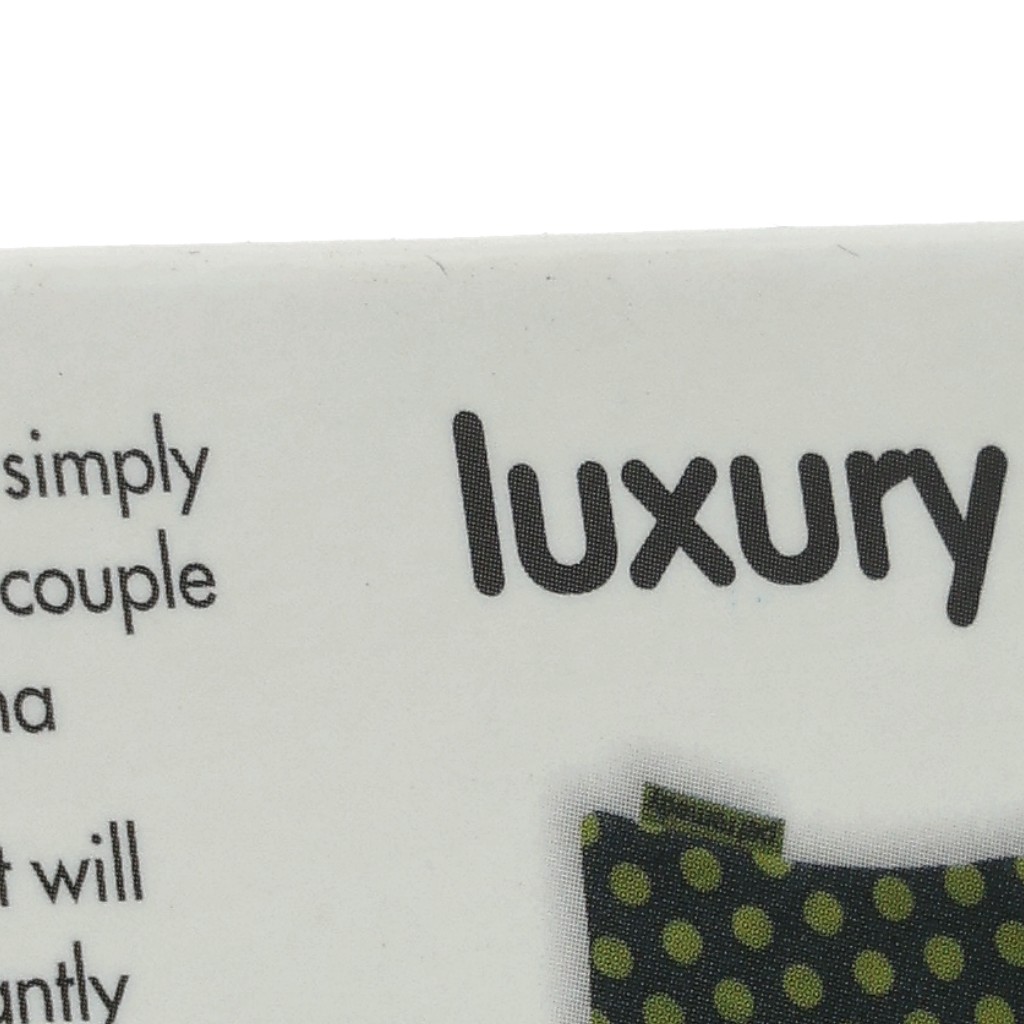 simply
couple
na
t will
antly
luxury